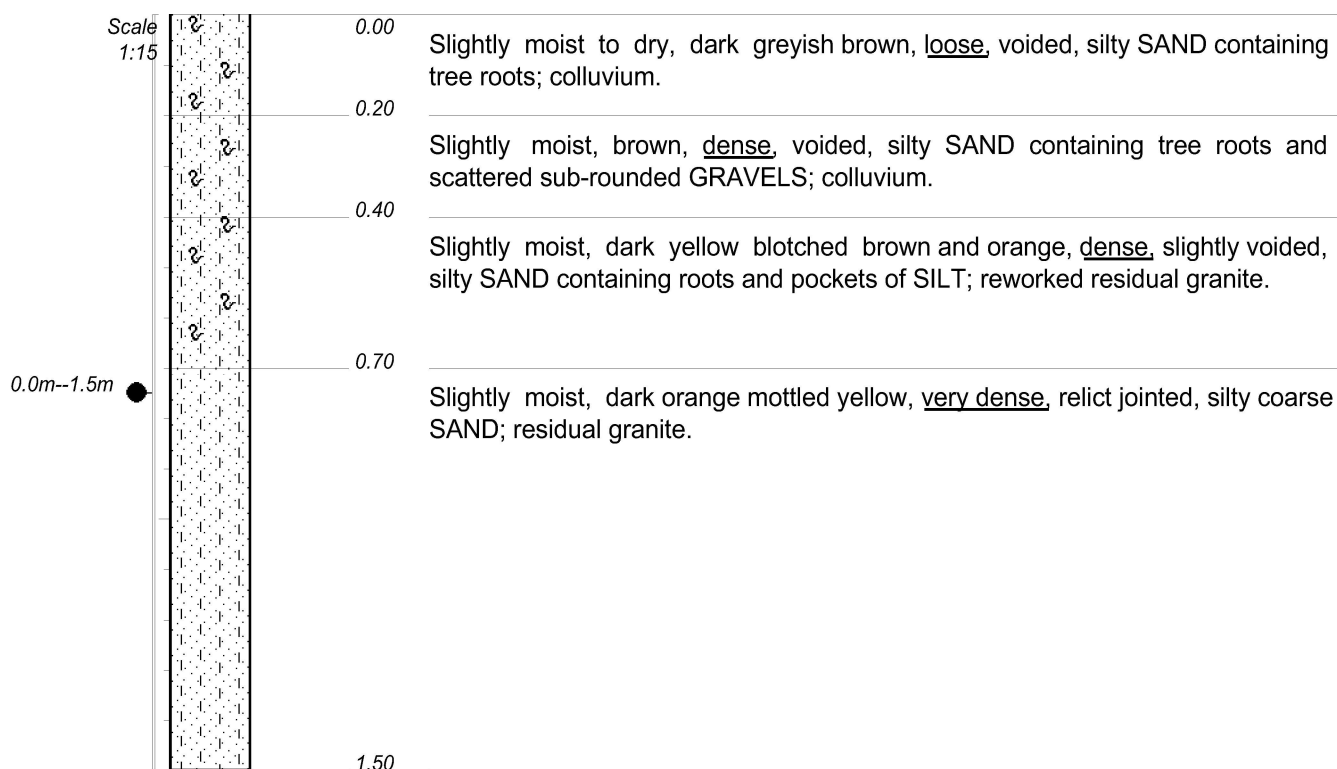 Scale
1:15
0.00
Slightly moist to dry, dark greyish brown, loose, voided, silty SAND containing
tree roots; colluvium.
0.20
Slightly moist, brown, dense, voided, silty SAND containing tree roots and
scattered sub-rounded GRAVELS; colluvium.
0.40
Slightly moist, dark yellow blotched brown and orange, dense, slightly voided,
silty SAND containing roots and pockets of SILT; reworked residual granite.
0.70
0.0m--1.5m
Slightly moist, dark orange mottled yellow, very dense, relict jointed, silty coarse
SAND; residual granite.
1.50